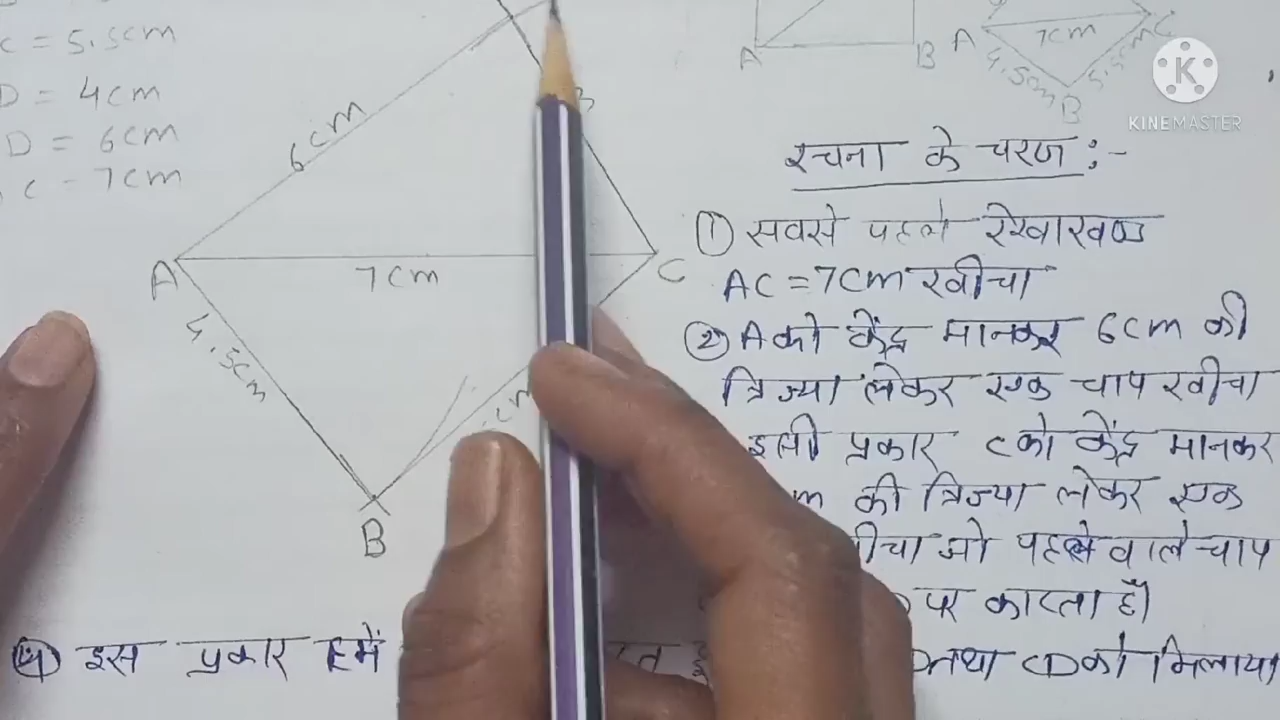 C = 5.5cm
D = 4cm
D = 6cm
C = 7cm
6cm
A
7cm
C
4.5cm
cm
B
A
B
A
7cm
C
4.5cm
5.5cm
B
KINEMASTER
रचना के चरण :-
① सबसे पहले रेखाखण्ड
AC = 7cm खींचा
② A को केंद्र मानकर 6cm की
त्रिज्या लेकर एक चाप खींचा
इसी प्रकार C को केंद्र मानकर
m की त्रिज्या लेकर एक
जो पहले वाले चाप
पर काटता है।
④ इस प्रकार हमें
तथा CD को मिलाया